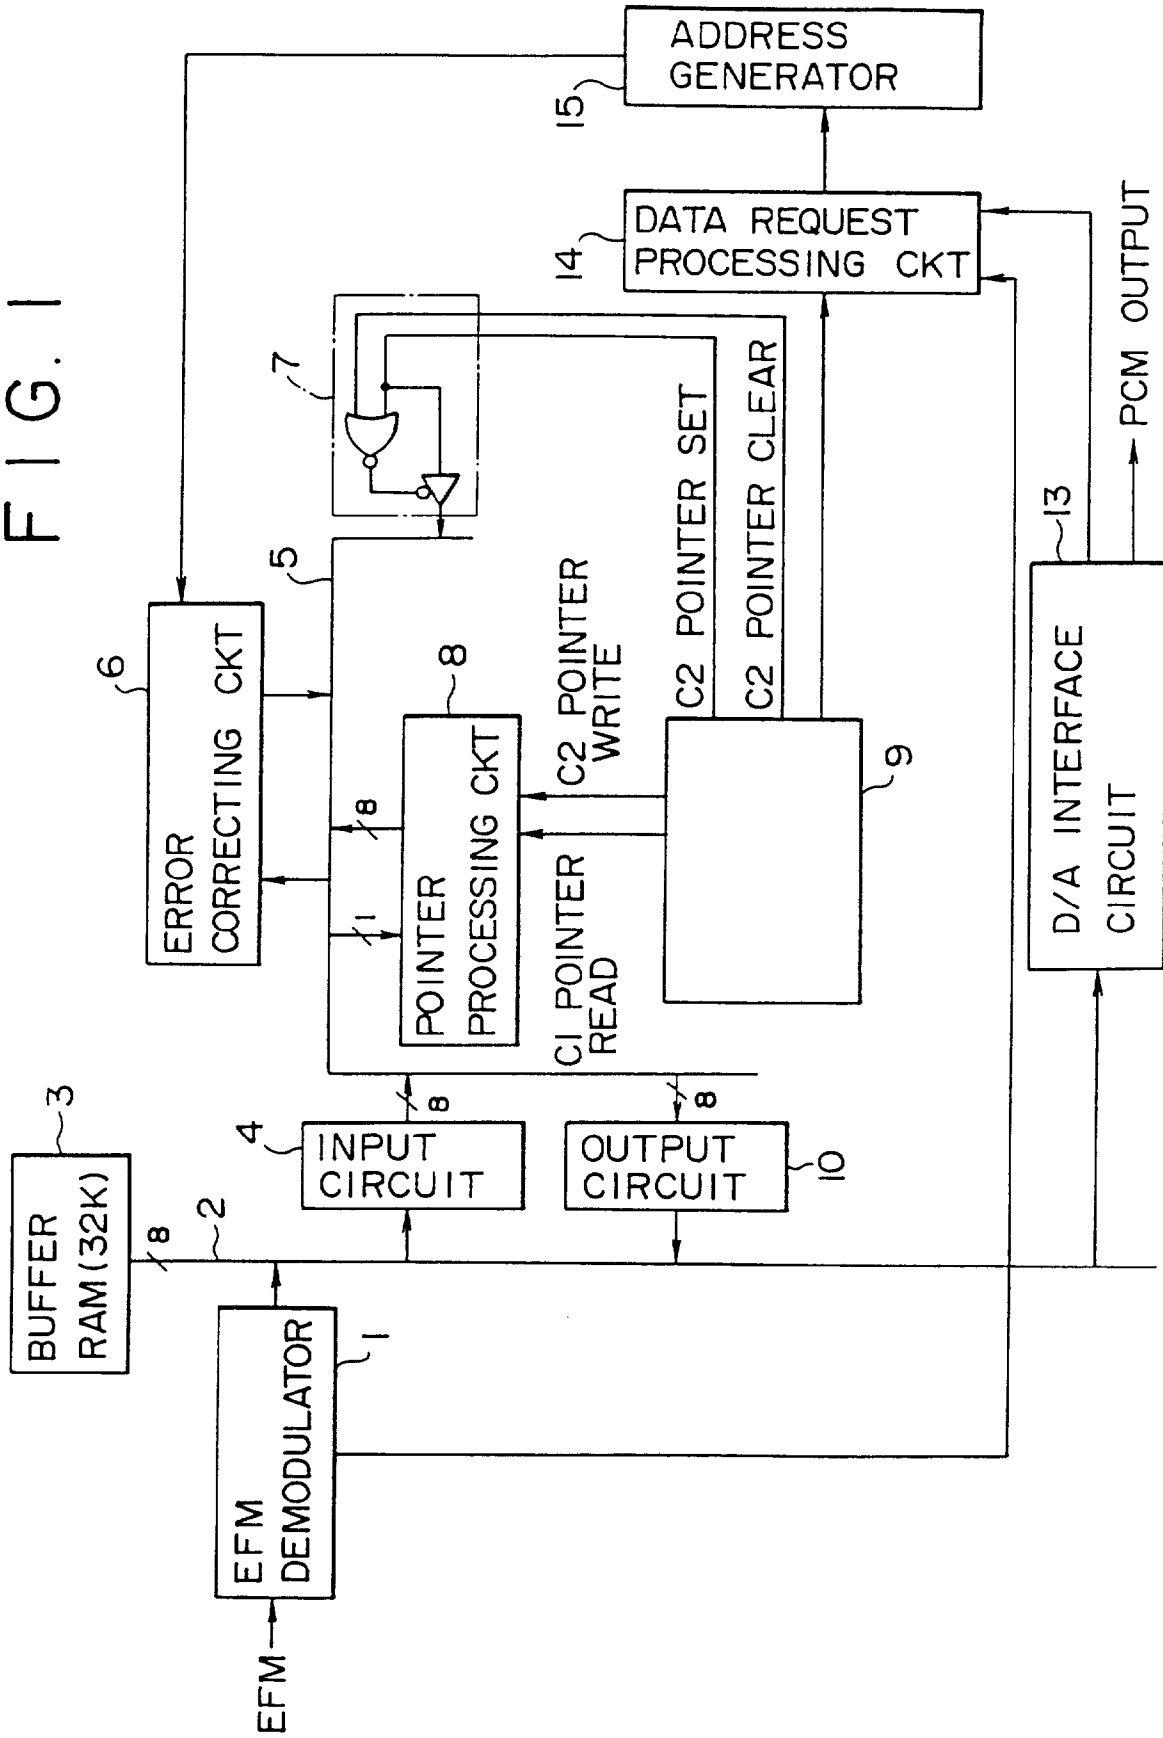 FIG. 1
BUFFER
RAM(32K)
3
8
2
EFM
EFM
DEMODULATOR
1
4
INPUT
CIRCUIT
8
OUTPUT
CIRCUIT
10
8
5
ERROR
CORRECTING CKT
6
1
8
POINTER
PROCESSING CKT
8
7
C1 POINTER
READ
C2 POINTER
WRITE
9
C2 POINTER SET
C2 POINTER CLEAR
D/A INTERFACE
CIRCUIT
13
PCM OUTPUT
14
DATA REQUEST
PROCESSING CKT
15
ADDRESS
GENERATOR